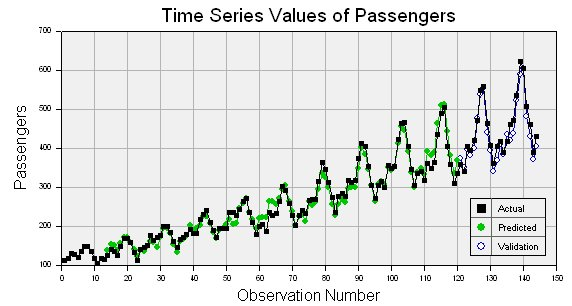 Time Series Values of Passengers
700
600
500
400
300
200
100
Passengers
0 10 20 30 40 50 60 70 80 90 100 110 120 130 140 150
Observation Number
Actual
Predicted
Validation